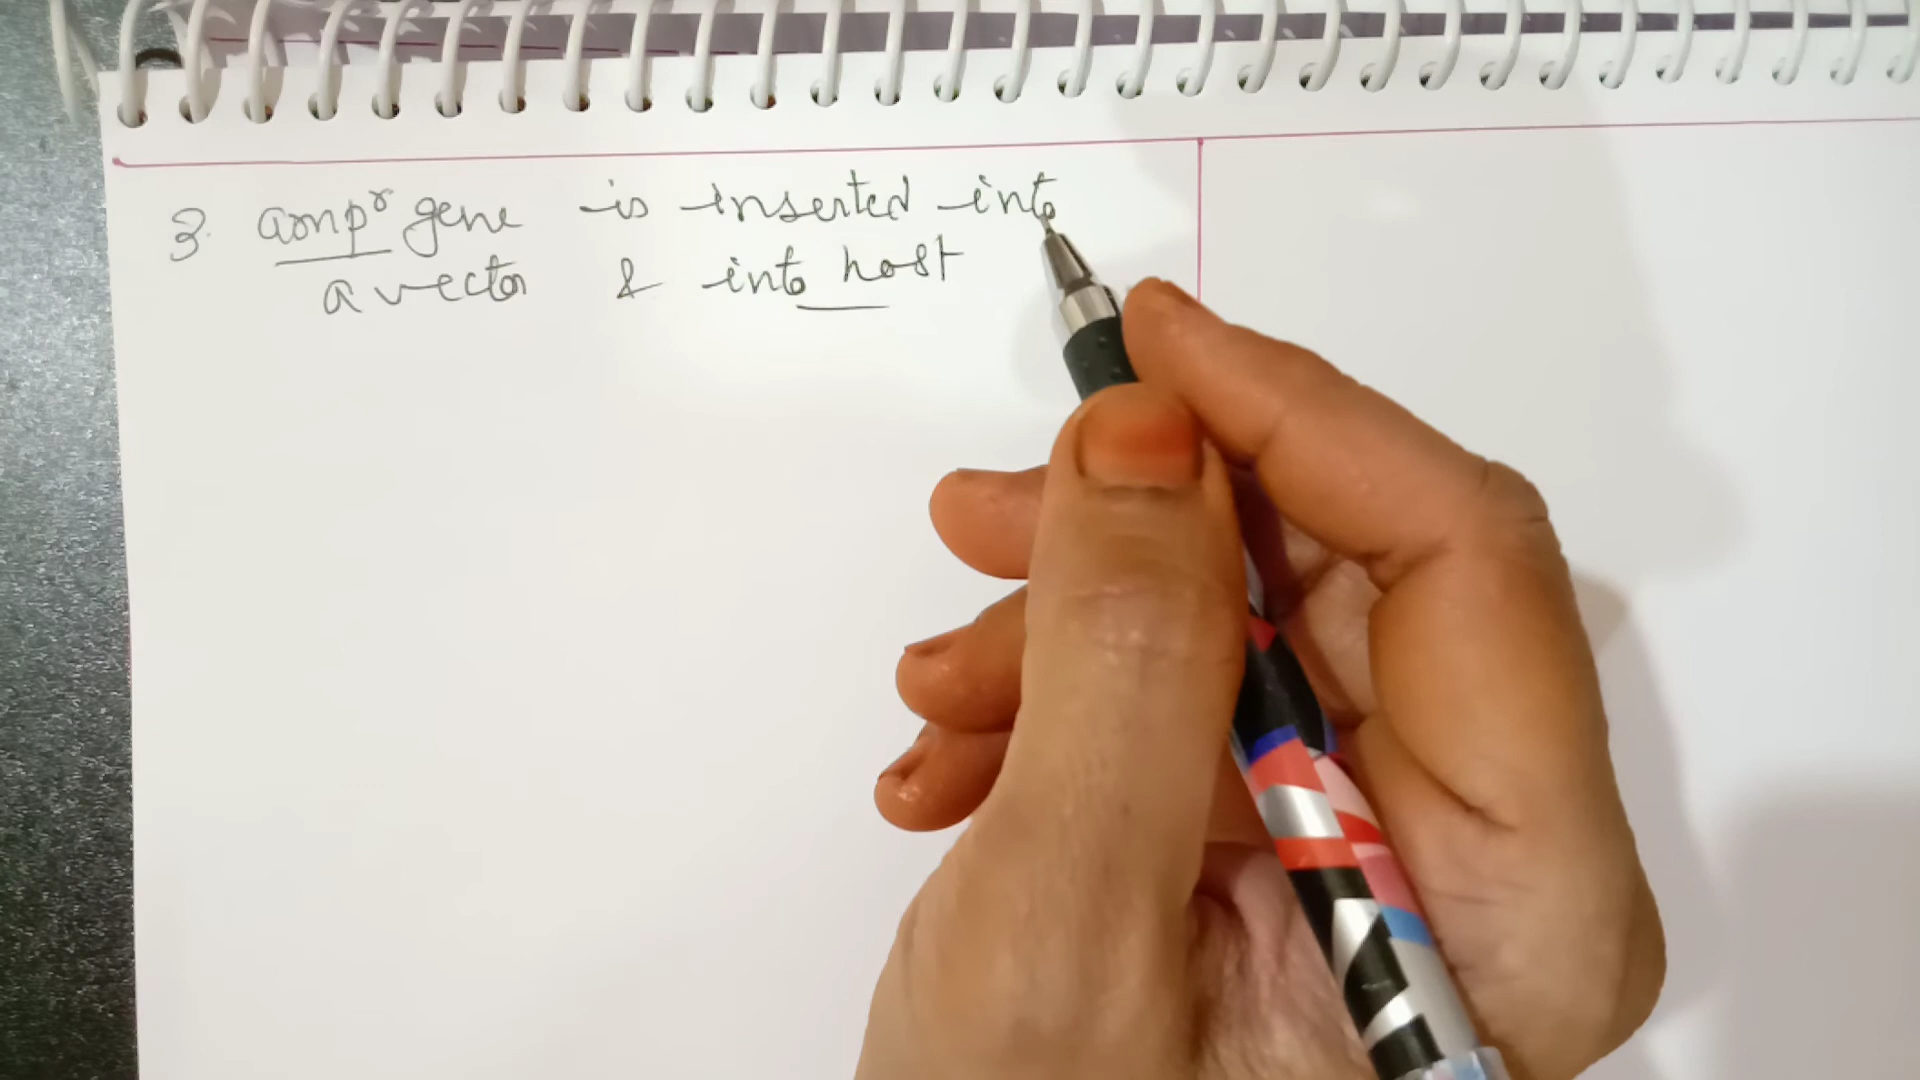 3. ampʳ gene is inserted into
a vector & into host